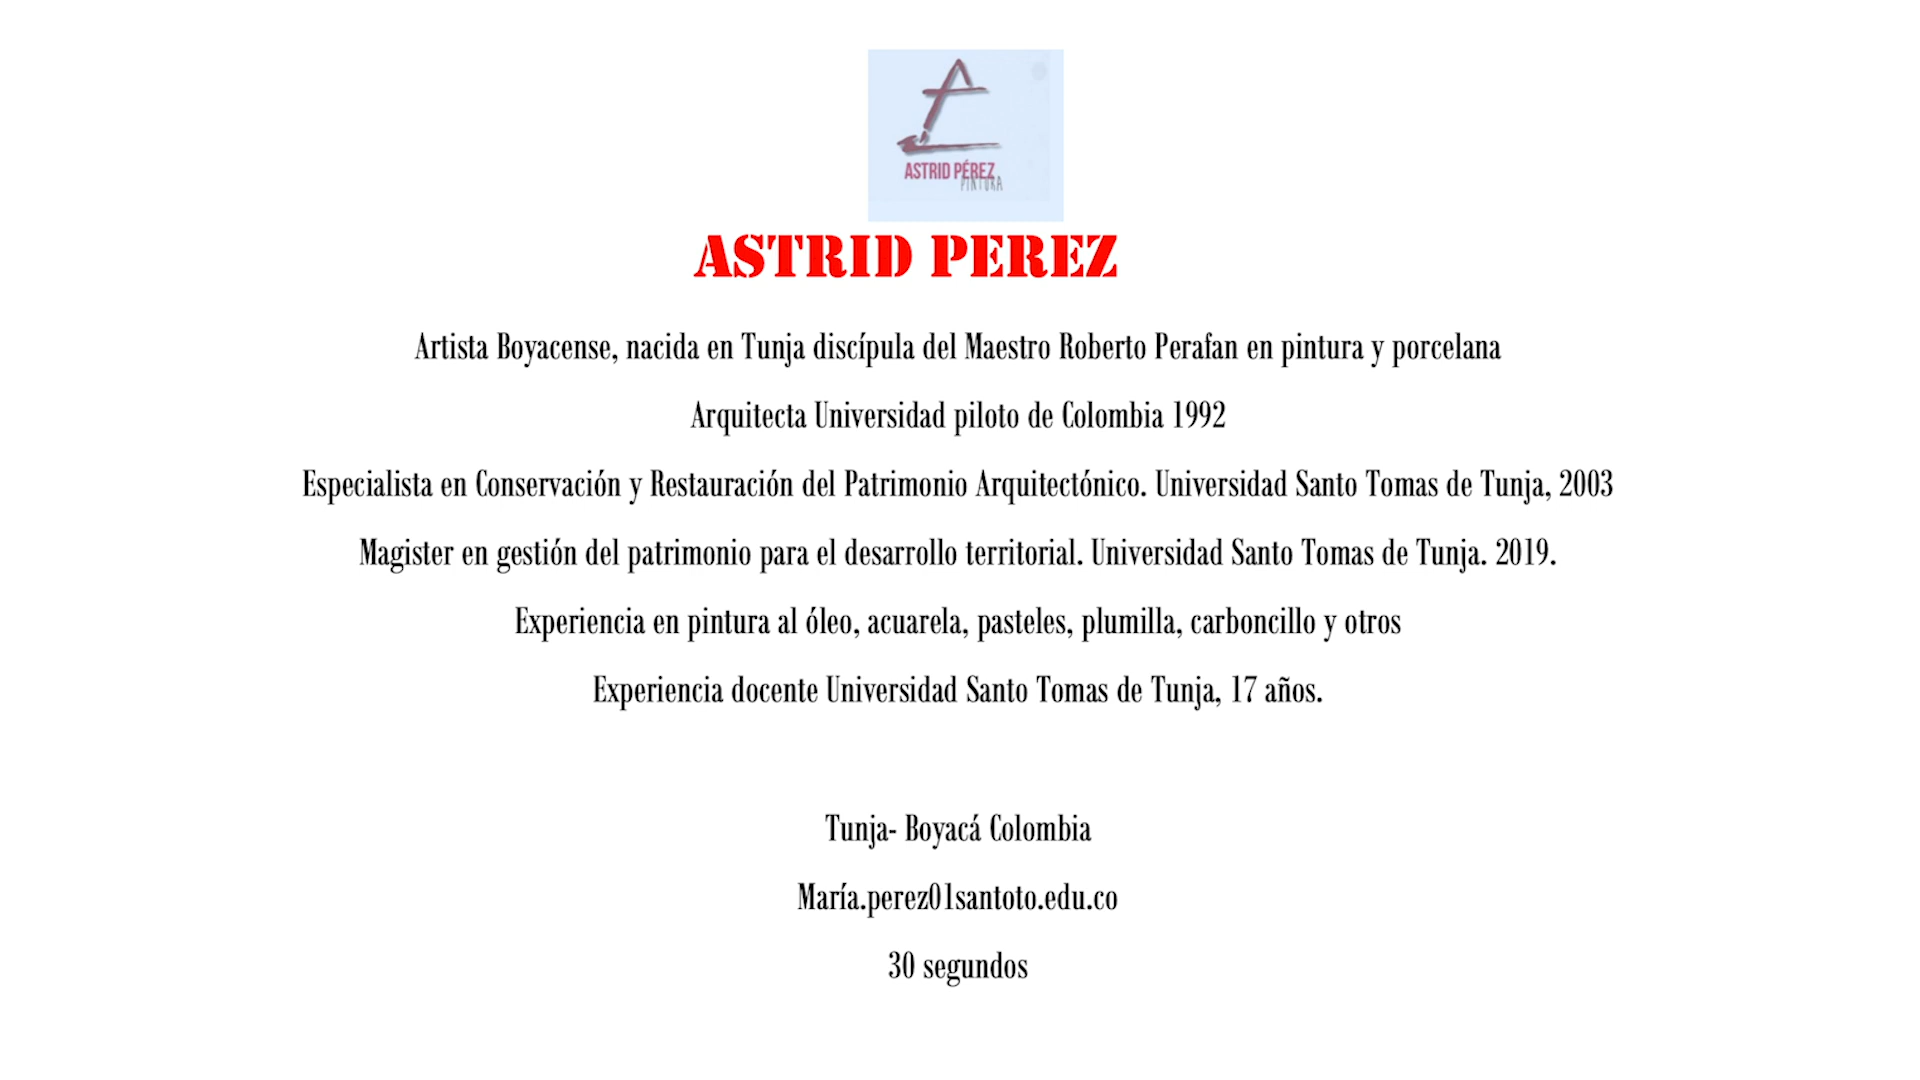 ASTRID PÉREZ
PINTURA
ASTRID PEREZ
Artista Boyacense, nacida en Tunja discípula del Maestro Roberto Perafan en pintura y porcelana
Arquitecta Universidad piloto de Colombia 1992
Especialista en Conservación y Restauración del Patrimonio Arquitectónico. Universidad Santo Tomas de Tunja, 2003
Magister en gestión del patrimonio para el desarrollo territorial. Universidad Santo Tomas de Tunja. 2019.
Experiencia en pintura al óleo, acuarela, pasteles, plumilla, carboncillo y otros
Experiencia docente Universidad Santo Tomas de Tunja, 17 años.
Tunja- Boyacá Colombia
María.perez01santoto.edu.co
30 segundos